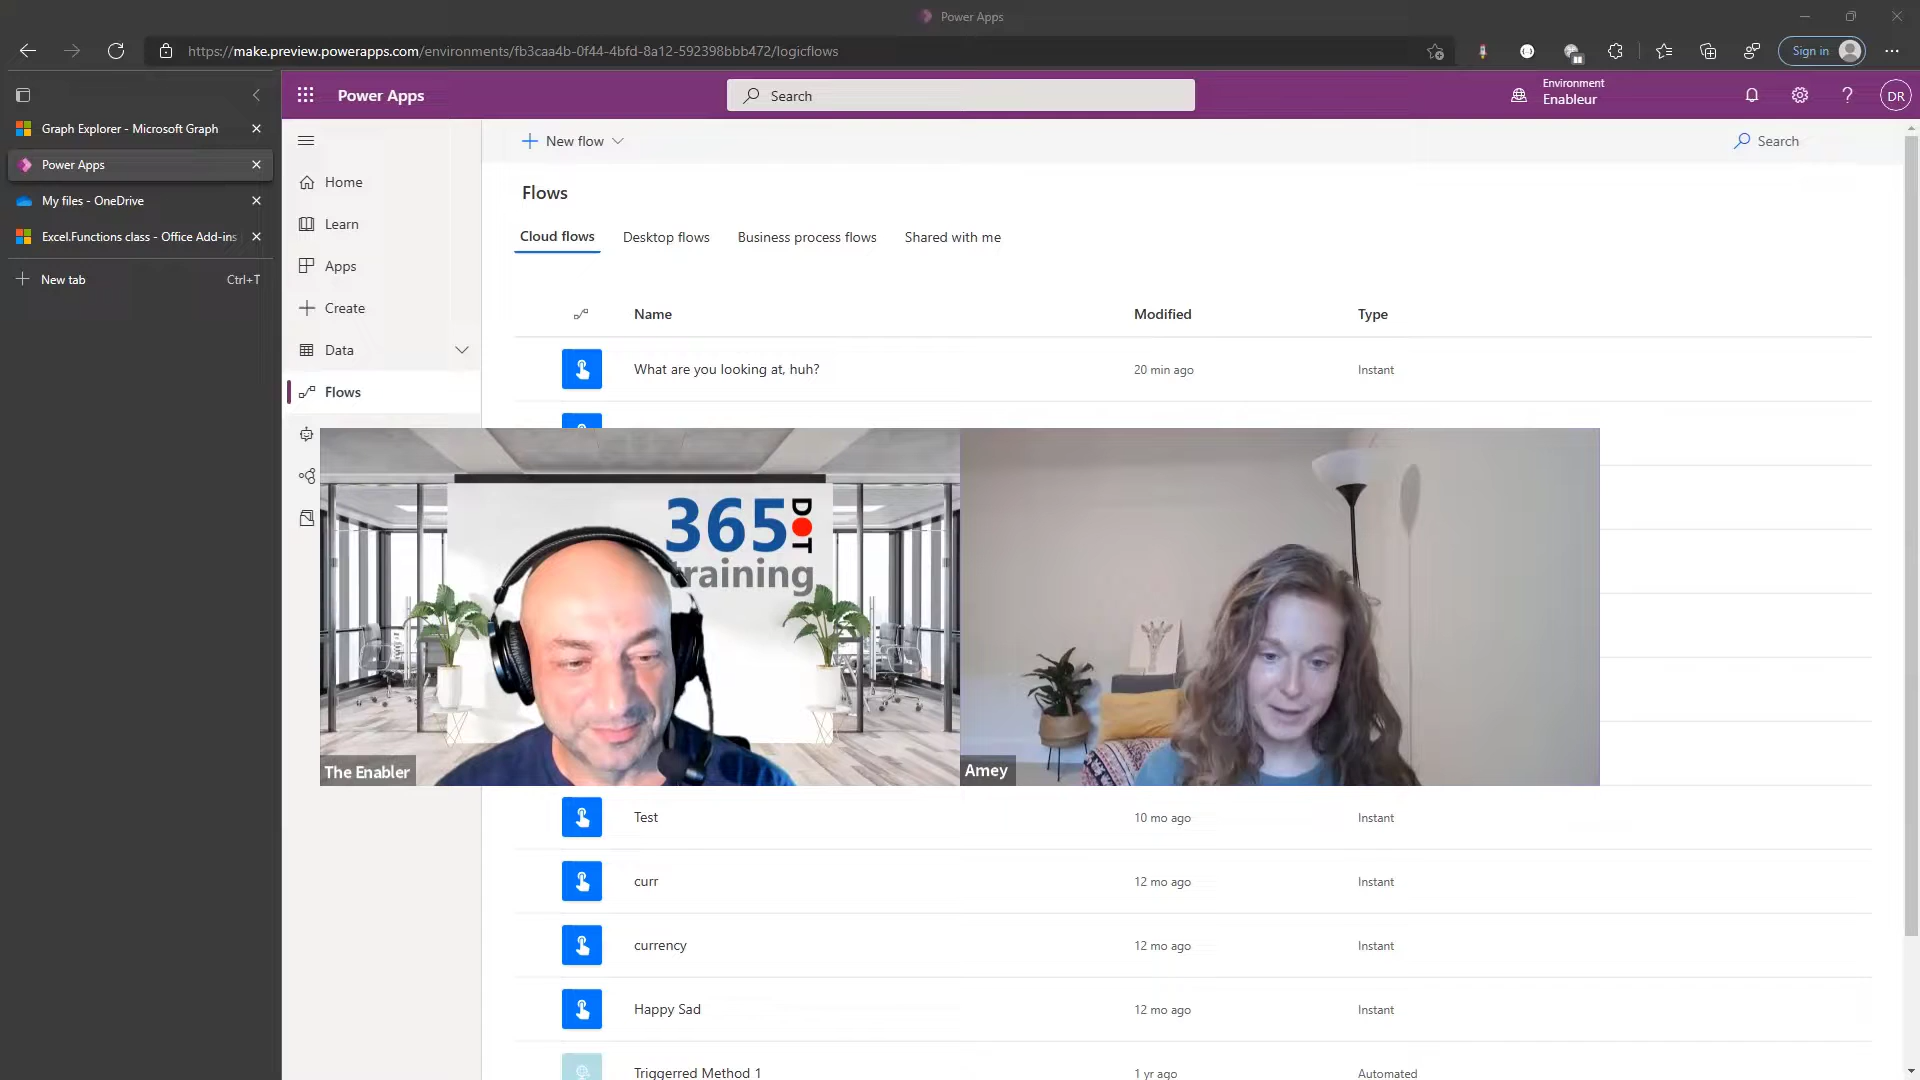 Power Apps
https://make.preview.powerapps.com/environments/fb3caa4b-0f44-4bfd-8a12-592398bbb472/logicflows
Sign in
Graph Explorer - Microsoft Graph
Power Apps
My files - OneDrive
Excel.Functions class - Office Add-ins
New tab Ctrl+T
Power Apps
Search
Environment
Enableur
DR
Home
Learn
Apps
Create
Data
Flows
New flow
Search
Flows
Cloud flows Desktop flows Business process flows Shared with me
Name Modified Type
What are you looking at, huh? 20 min ago Instant
365
DOT
training
The Enabler
Amey
Test 10 mo ago Instant
curr 12 mo ago Instant
currency 12 mo ago Instant
Happy Sad 12 mo ago Instant
Triggerred Method 1 1 yr ago Automated